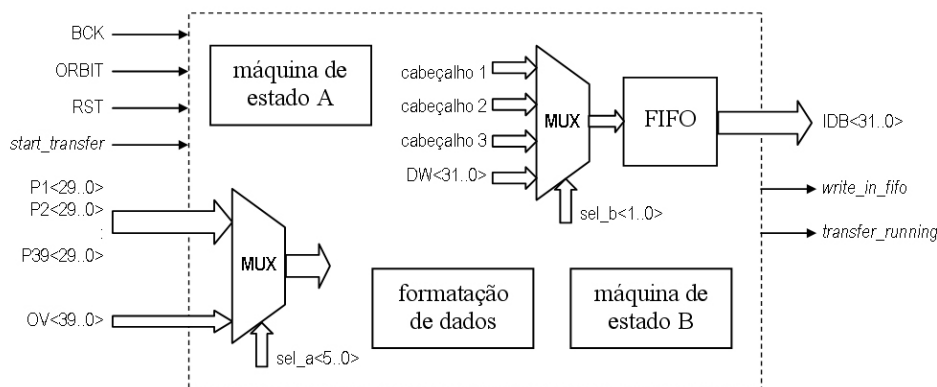 BCK
ORBIT
RST
start_transfer
P1<29..0>
P2<29..0>
:
P39<29..0>
OV<39..0>
máquina de
estado A
MUX
sel_a<5..0>
cabeçalho 1
cabeçalho 2
cabeçalho 3
DW<31..0>
MUX
sel_b<1..0>
FIFO
IDB<31..0>
write_in_fifo
transfer_running
formatação
de dados
máquina de
estado B